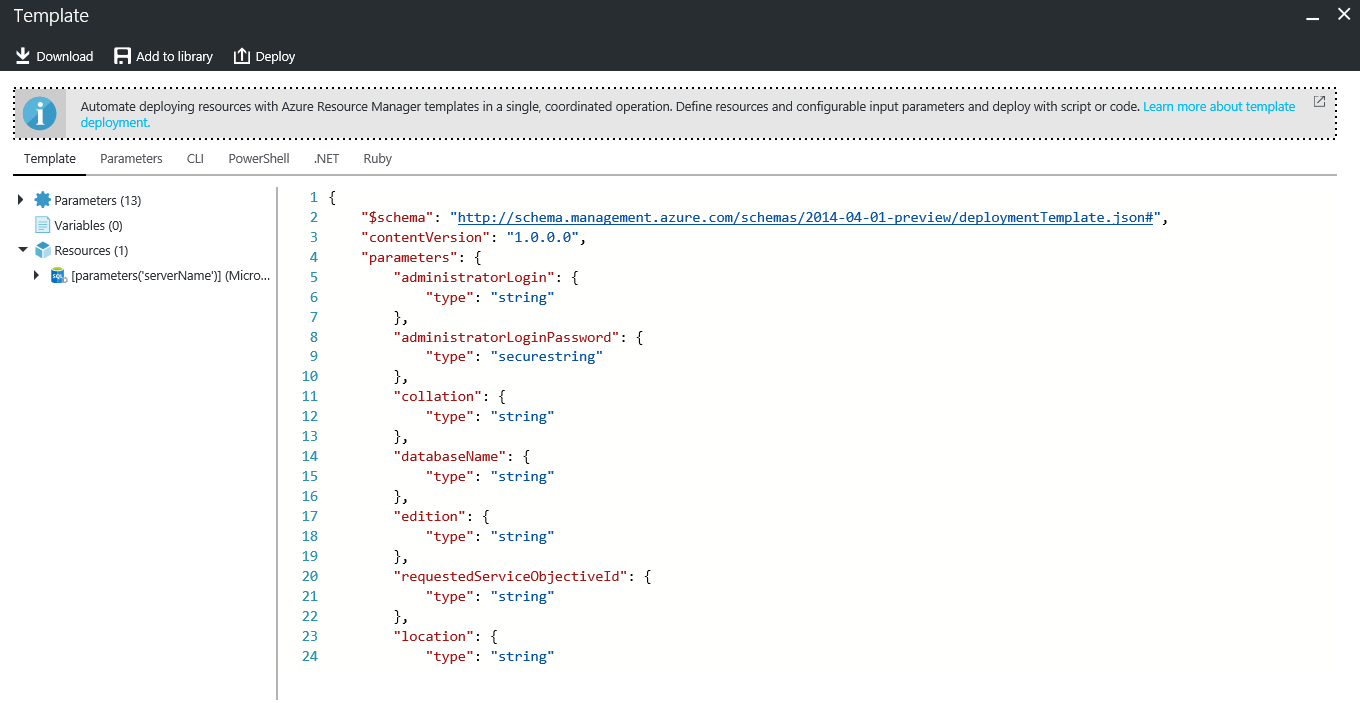 Template
Download Add to library Deploy
Automate deploying resources with Azure Resource Manager templates in a single, coordinated operation. Define resources and configurable input parameters and deploy with script or code. Learn more about template
deployment.
Template Parameters CLI PowerShell .NET Ruby
Parameters (13)
Variables (0)
Resources (1)
[parameters('serverName')] (Micro...
1 {
2 "$schema": "http://schema.management.azure.com/schemas/2014-04-01-preview/deploymentTemplate.json#",
3 "contentVersion": "1.0.0.0",
4 "parameters": {
5 "administratorLogin": {
6 "type": "string"
7 },
8 "administratorLoginPassword": {
9 "type": "securestring"
10 },
11 "collation": {
12 "type": "string"
13 },
14 "databaseName": {
15 "type": "string"
16 },
17 "edition": {
18 "type": "string"
19 },
20 "requestedServiceObjectiveId": {
21 "type": "string"
22 },
23 "location": {
24 "type": "string"